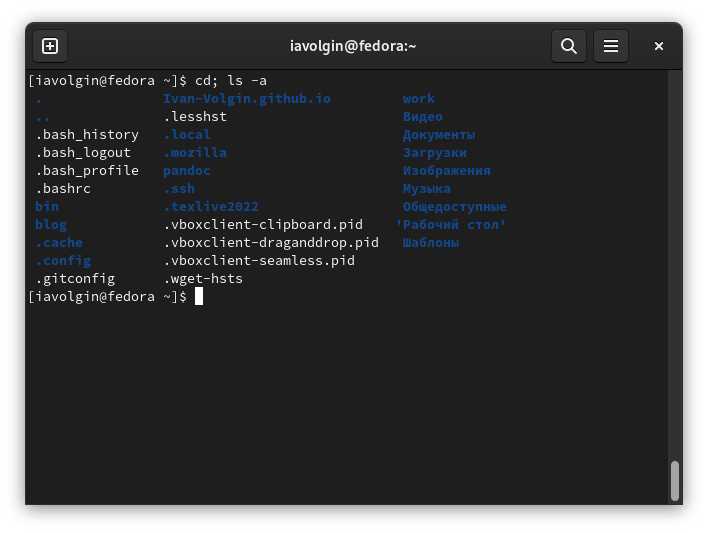 iavolgin@fedora:~
[iavolgin@fedora ~]$ cd; ls -a
. Ivan-Volgin.github.io work
.. .lesshst Видео
.bash_history .local Документы
.bash_logout .mozilla Загрузки
.bash_profile pandoc Изображения
.bashrc .ssh Музыка
bin .texlive2022 Общедоступные
blog .vboxclient-clipboard.pid 'Рабочий стол'
.cache .vboxclient-draganddrop.pid Шаблоны
.config .vboxclient-seamless.pid
.gitconfig .wget-hsts
[iavolgin@fedora ~]$